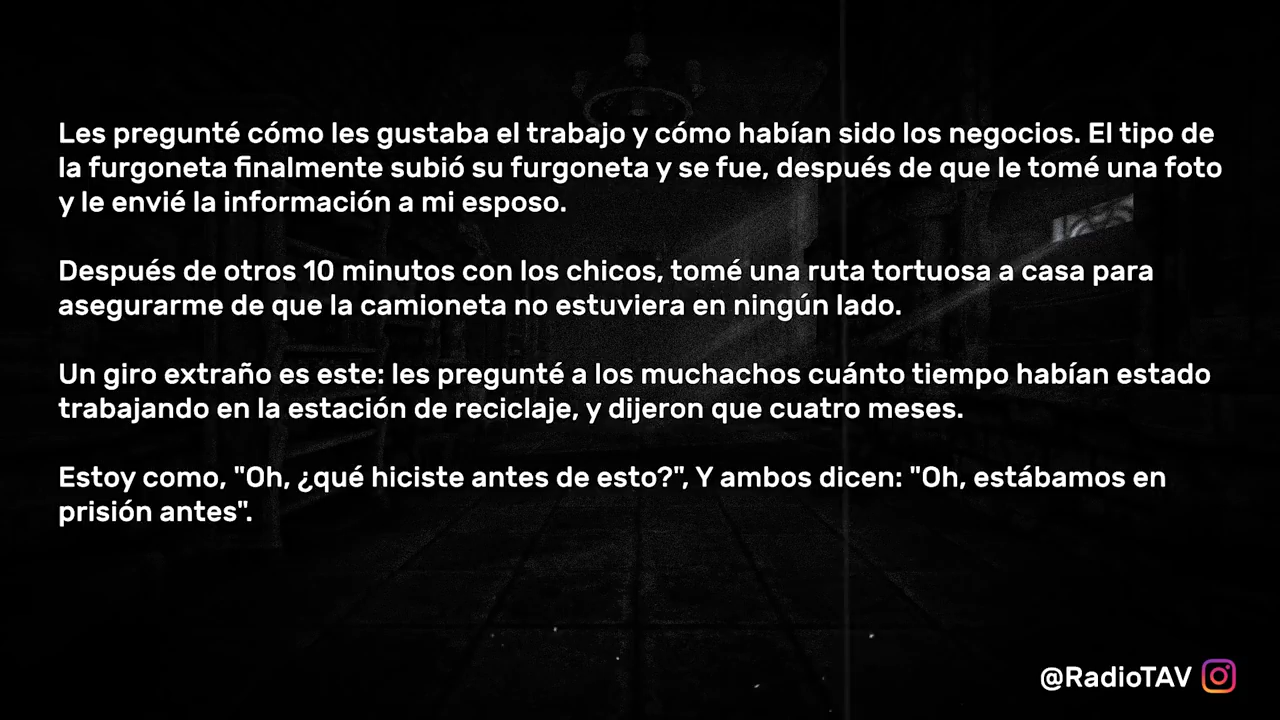 Les pregunté cómo les gustaba el trabajo y cómo habían sido los negocios. El tipo de
la furgoneta finalmente subió su furgoneta y se fue, después de que le tomé una foto
y le envié la información a mi esposo.
Después de otros 10 minutos con los chicos, tomé una ruta tortuosa a casa para
asegurarme de que la camioneta no estuviera en ningún lado.
Un giro extraño es este: les pregunté a los muchachos cuánto tiempo habían estado
trabajando en la estación de reciclaje, y dijeron que cuatro meses.
Estoy como, "Oh, ¿qué hiciste antes de esto?", Y ambos dicen: "Oh, estábamos en
prisión antes".
@RadioTAV